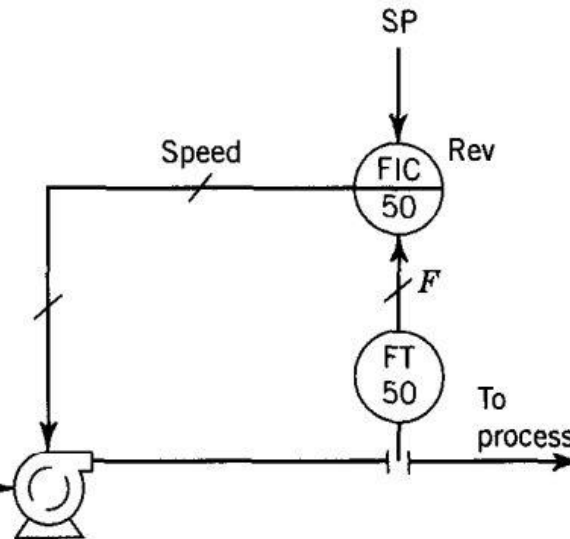 SP
Speed
FIC
50
Rev
F
FT
50
To
process